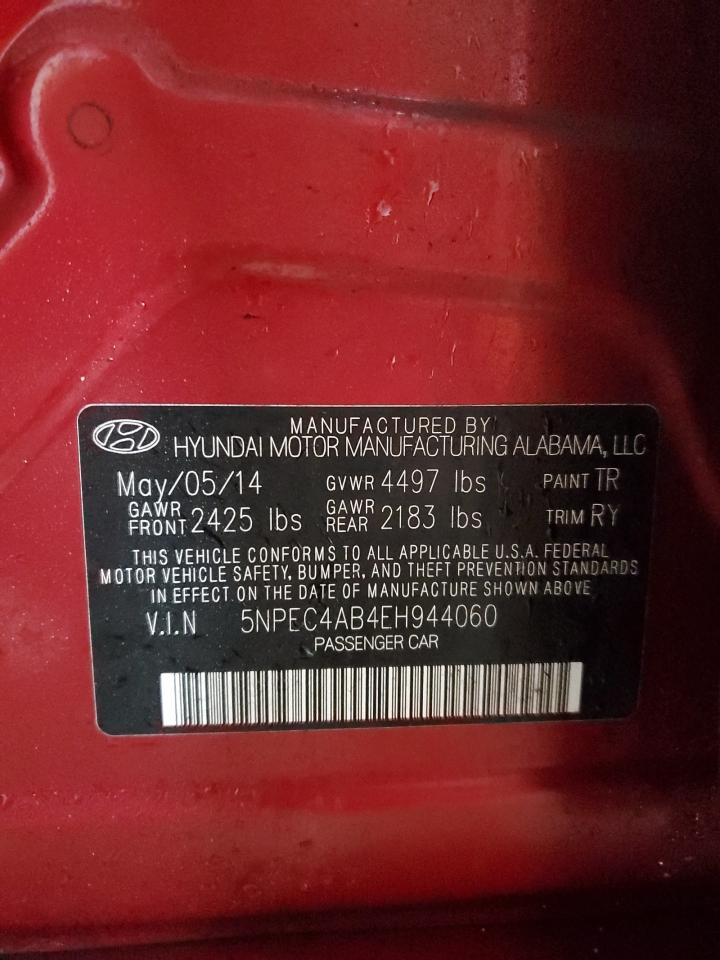 MANUFACTURED BY
HYUNDAI MOTOR MANUFACTURING ALABAMA, LLC
May/05/14 GVWR 4497 lbs PAINT TR
GAWR FRONT 2425 lbs GAWR REAR 2183 lbs TRIM RY
THIS VEHICLE CONFORMS TO ALL APPLICABLE U.S.A. FEDERAL
MOTOR VEHICLE SAFETY, BUMPER, AND THEFT PREVENTION STANDARDS
IN EFFECT ON THE DATE OF MANUFACTURE SHOWN ABOVE
V.I.N 5NPEC4AB4EH944060
PASSENGER CAR